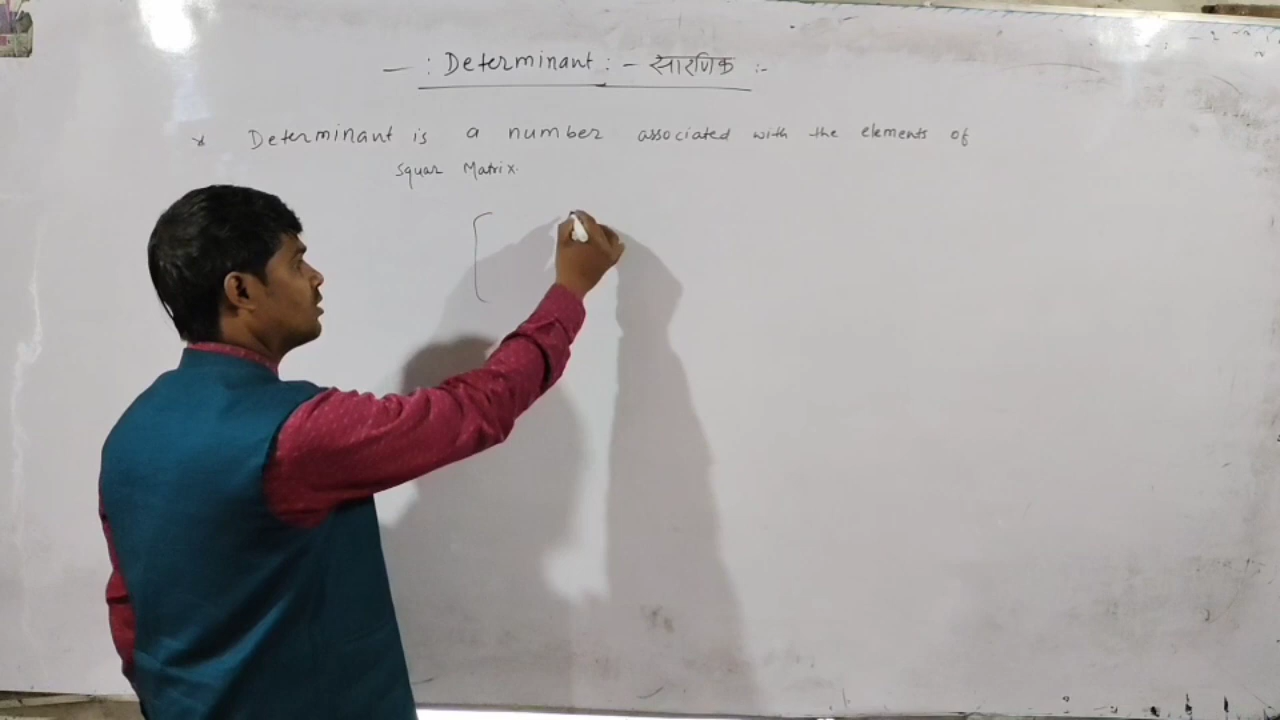 — : Determinant : - सारणिक :-
* Determinant is a number associated with the elements of
Squar Matrix.
[